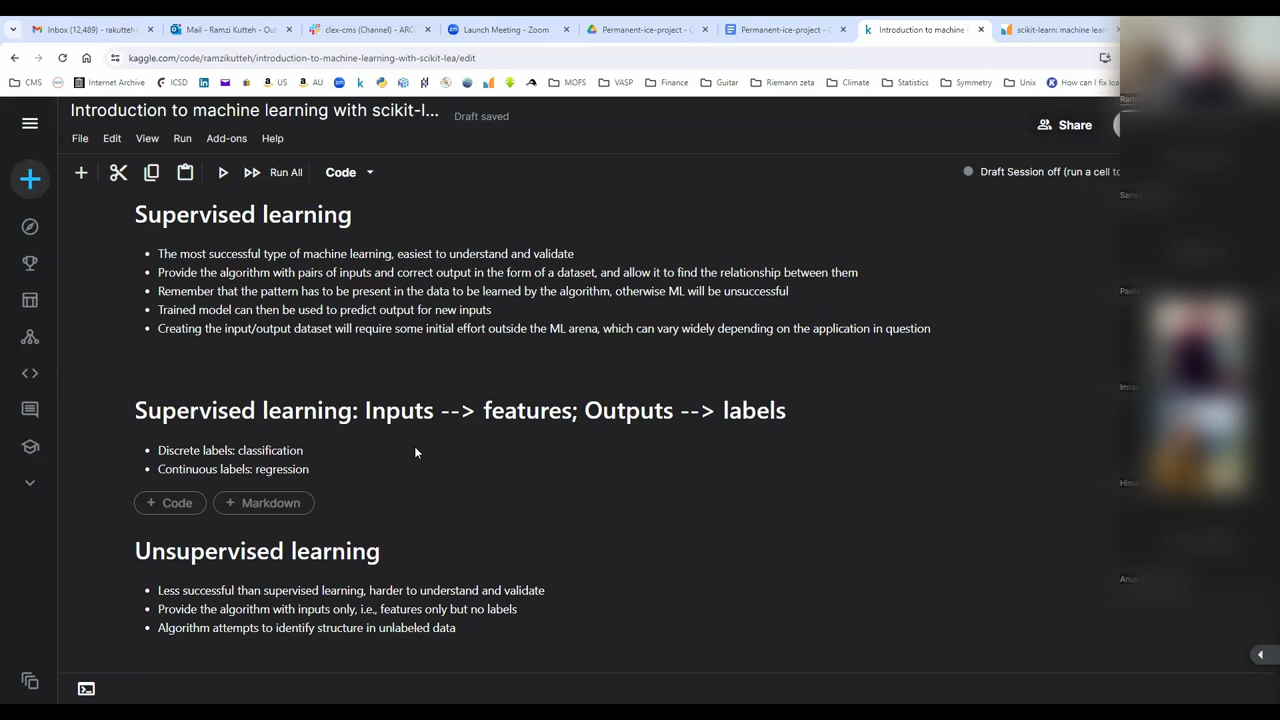 Inbox (12,489) - rakutteh
Mail - Ramzi Kutteh - Ou
clex-cms (Channel) - ARC
Launch Meeting - Zoom
Permanent-ice-project - G
Permanent-ice-project - G
Introduction to machine l
scikit-learn: machine lear
kaggle.com/code/ramzikutteh/introduction-to-machine-learning-with-scikit-lea/edit
CMS
Internet Archive
ICSD
US
AU
MOFS
VASP
Finance
Guitar
Riemann zeta
Climate
Statistics
Symmetry
Unix
How can I fix loa
Introduction to machine learning with scikit-l...
Draft saved
Share
File Edit View Run Add-ons Help
Run All
Code
Draft Session off (run a cell to
Supervised learning
• The most successful type of machine learning, easiest to understand and validate
• Provide the algorithm with pairs of inputs and correct output in the form of a dataset, and allow it to find the relationship between them
• Remember that the pattern has to be present in the data to be learned by the algorithm, otherwise ML will be unsuccessful
• Trained model can then be used to predict output for new inputs
• Creating the input/output dataset will require some initial effort outside the ML arena, which can vary widely depending on the application in question
Supervised learning: Inputs --> features; Outputs --> labels
• Discrete labels: classification
• Continuous labels: regression
+ Code
+ Markdown
Unsupervised learning
• Less successful than supervised learning, harder to understand and validate
• Provide the algorithm with inputs only, i.e., features only but no labels
• Algorithm attempts to identify structure in unlabeled data